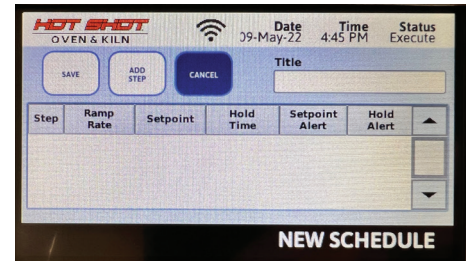 HOT SHOT
OVEN & KILN
Date Time Status
09-May-22 4:45 PM Execute
SAVE
ADD
STEP
CANCEL
Title
Step Ramp Rate Setpoint Hold Time Setpoint Alert Hold Alert
NEW SCHEDULE